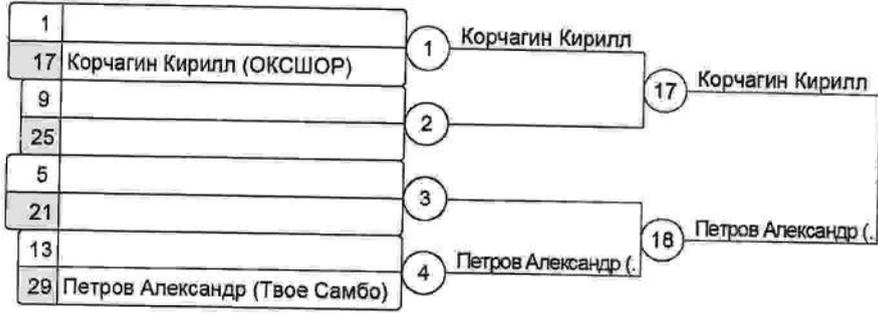 1
17 Корчагин Кирилл (ОКСШОР)
1 Корчагин Кирилл
17 Корчагин Кирилл
9
25
2
5
21
3
18 Петров Александр (.
13
29 Петров Александр (Твое Самбо)
4 Петров Александр (.